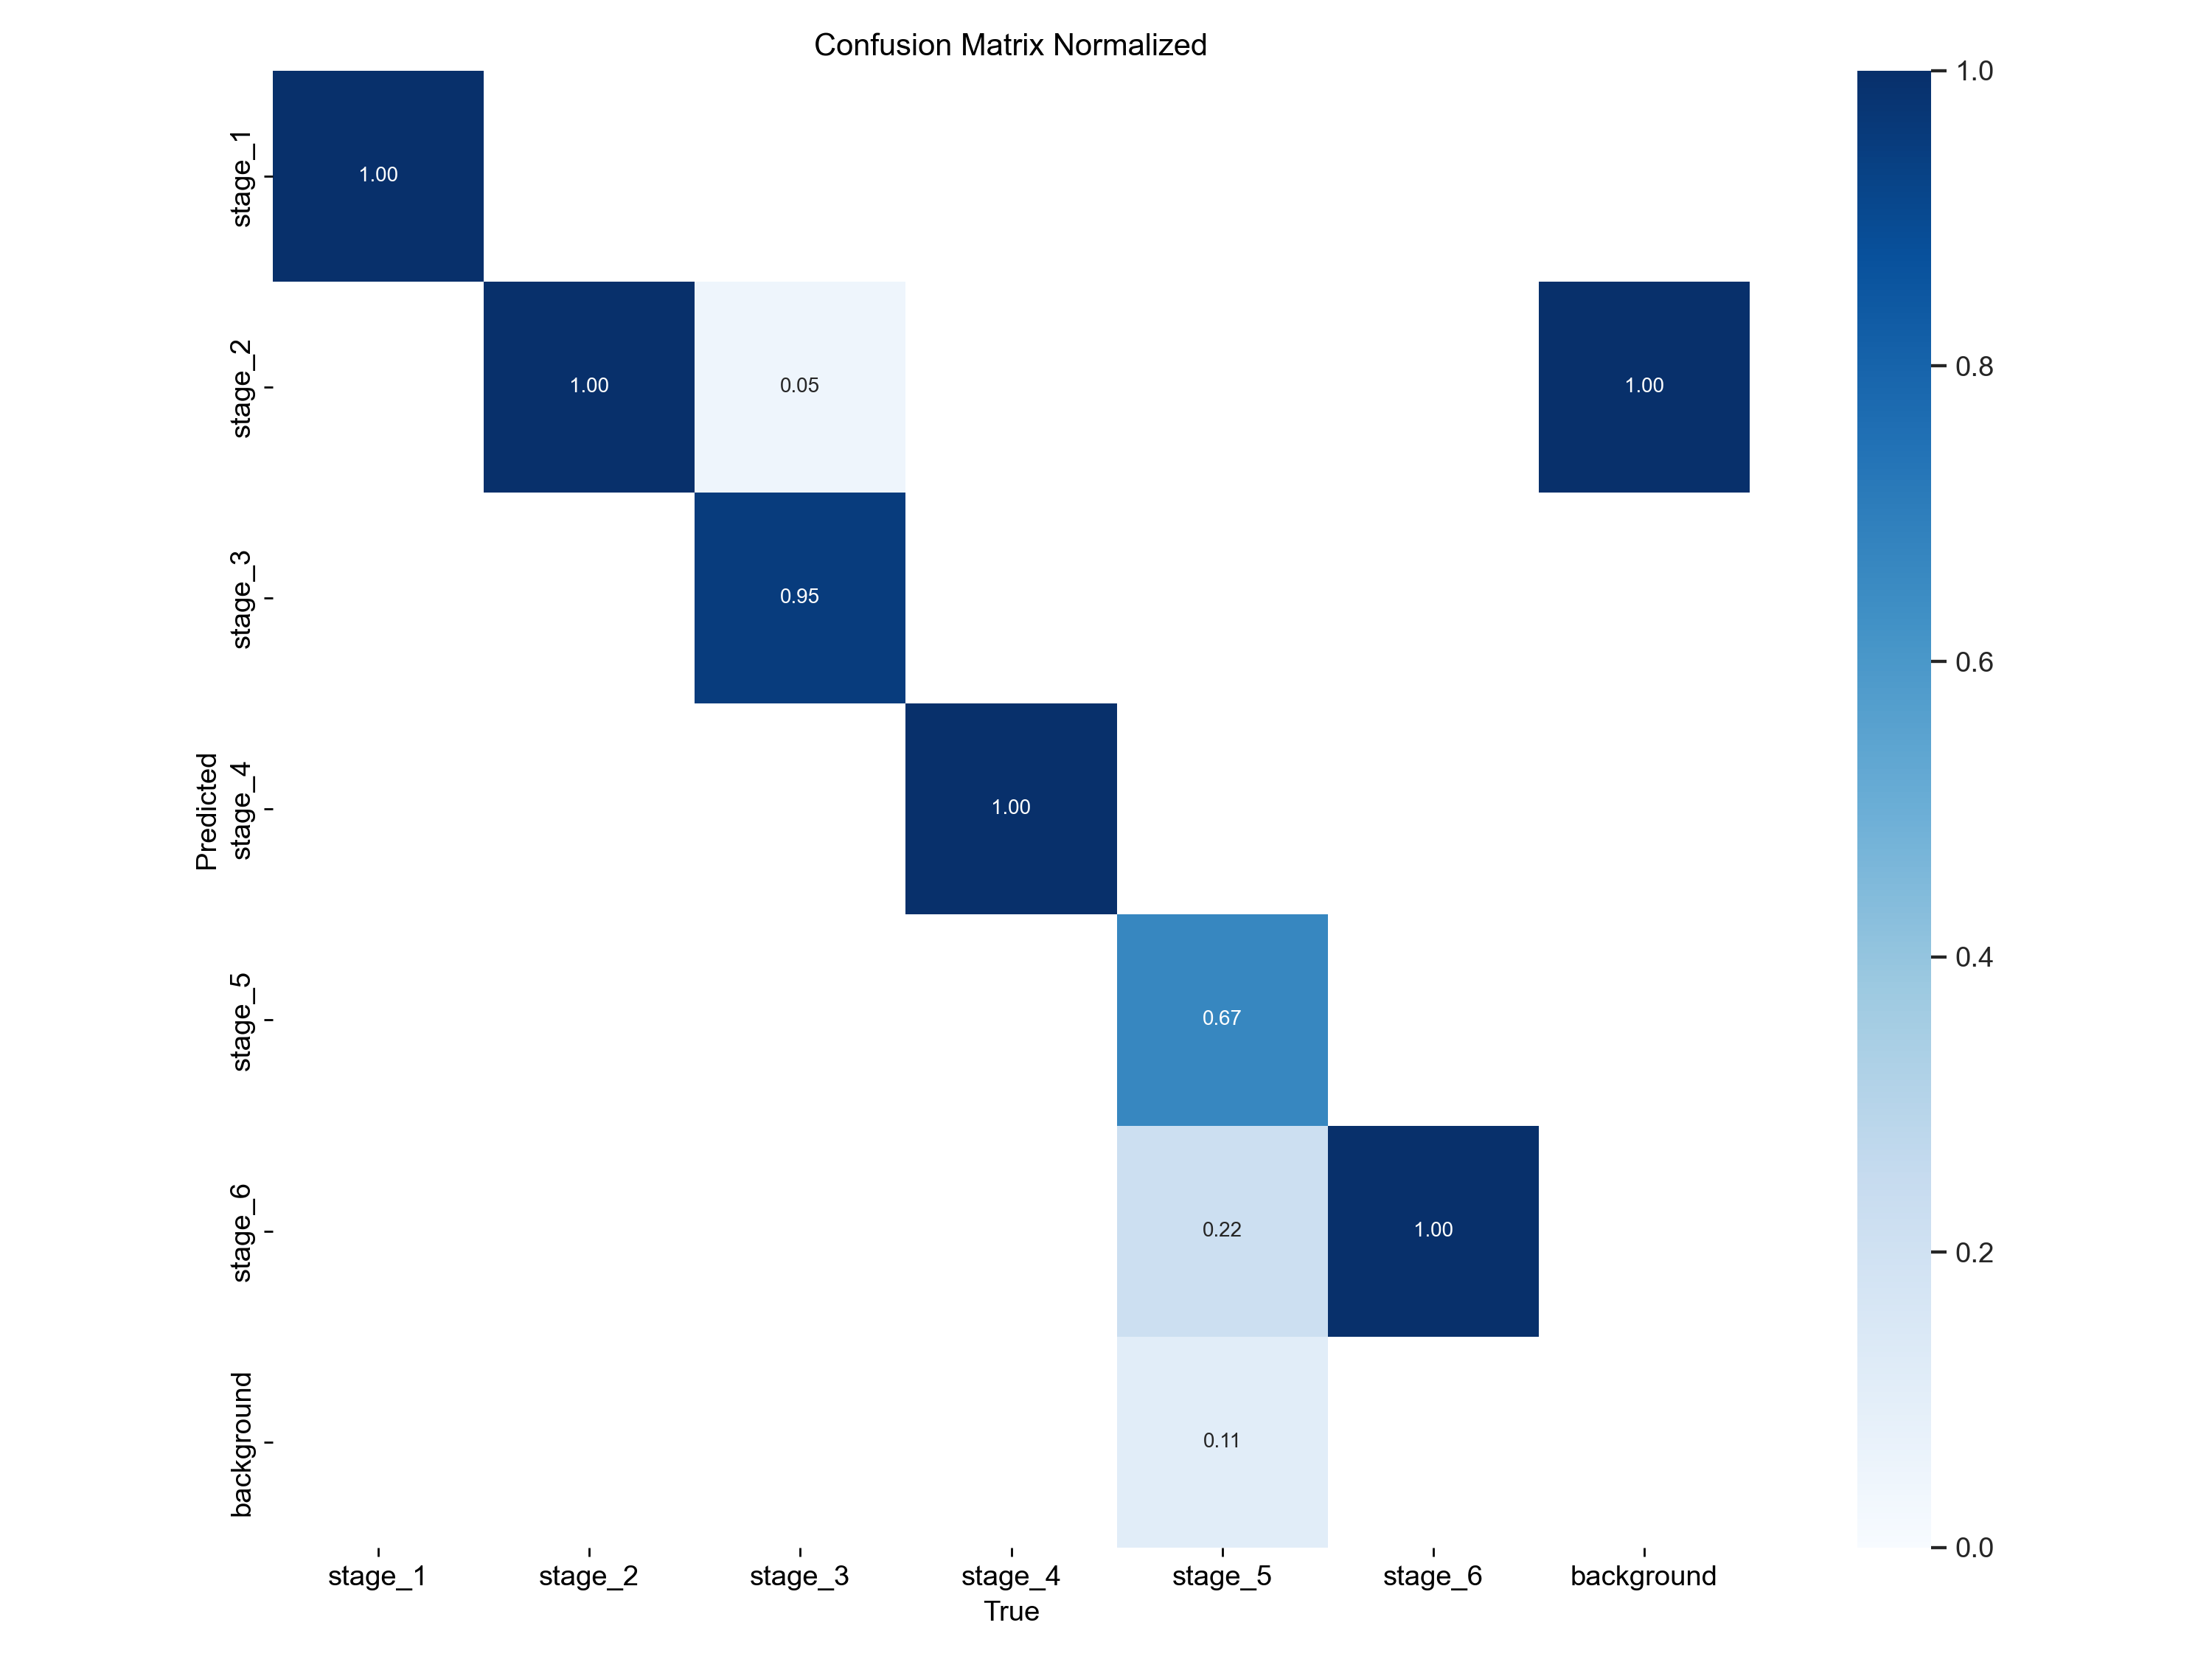 Confusion Matrix Normalized
1.0
stage_1
1.00
stage_2
1.00
0.05
1.00
0.8
stage_3
0.95
0.6
Predicted
stage_4
1.00
0.4
stage_5
0.67
stage_6
0.22
1.00
0.2
background
0.11
0.0
stage_1
stage_2
stage_3
stage_4
stage_5
stage_6
background
True